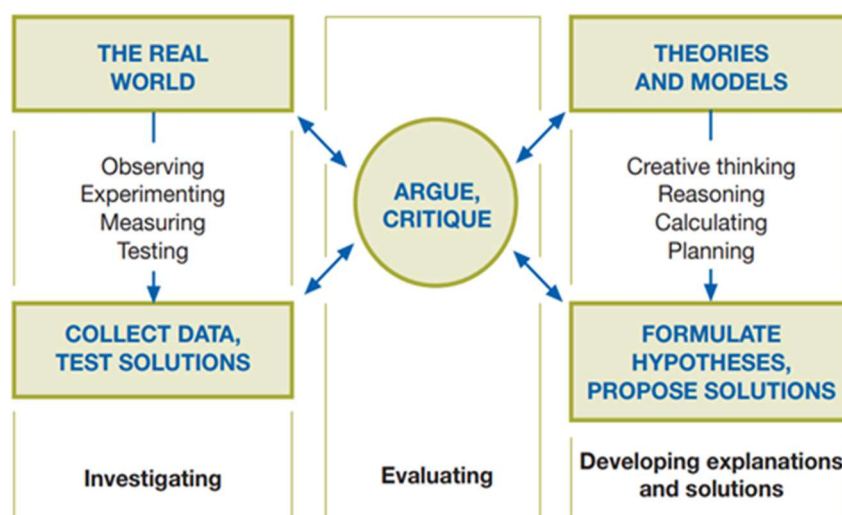 THE REAL
WORLD
Observing
Experimenting
Measuring
Testing
COLLECT DATA,
TEST SOLUTIONS
Investigating
ARGUE,
CRITIQUE
Evaluating
THEORIES
AND MODELS
Creative thinking
Reasoning
Calculating
Planning
FORMULATE
HYPOTHESES,
PROPOSE SOLUTIONS
Developing explanations
and solutions